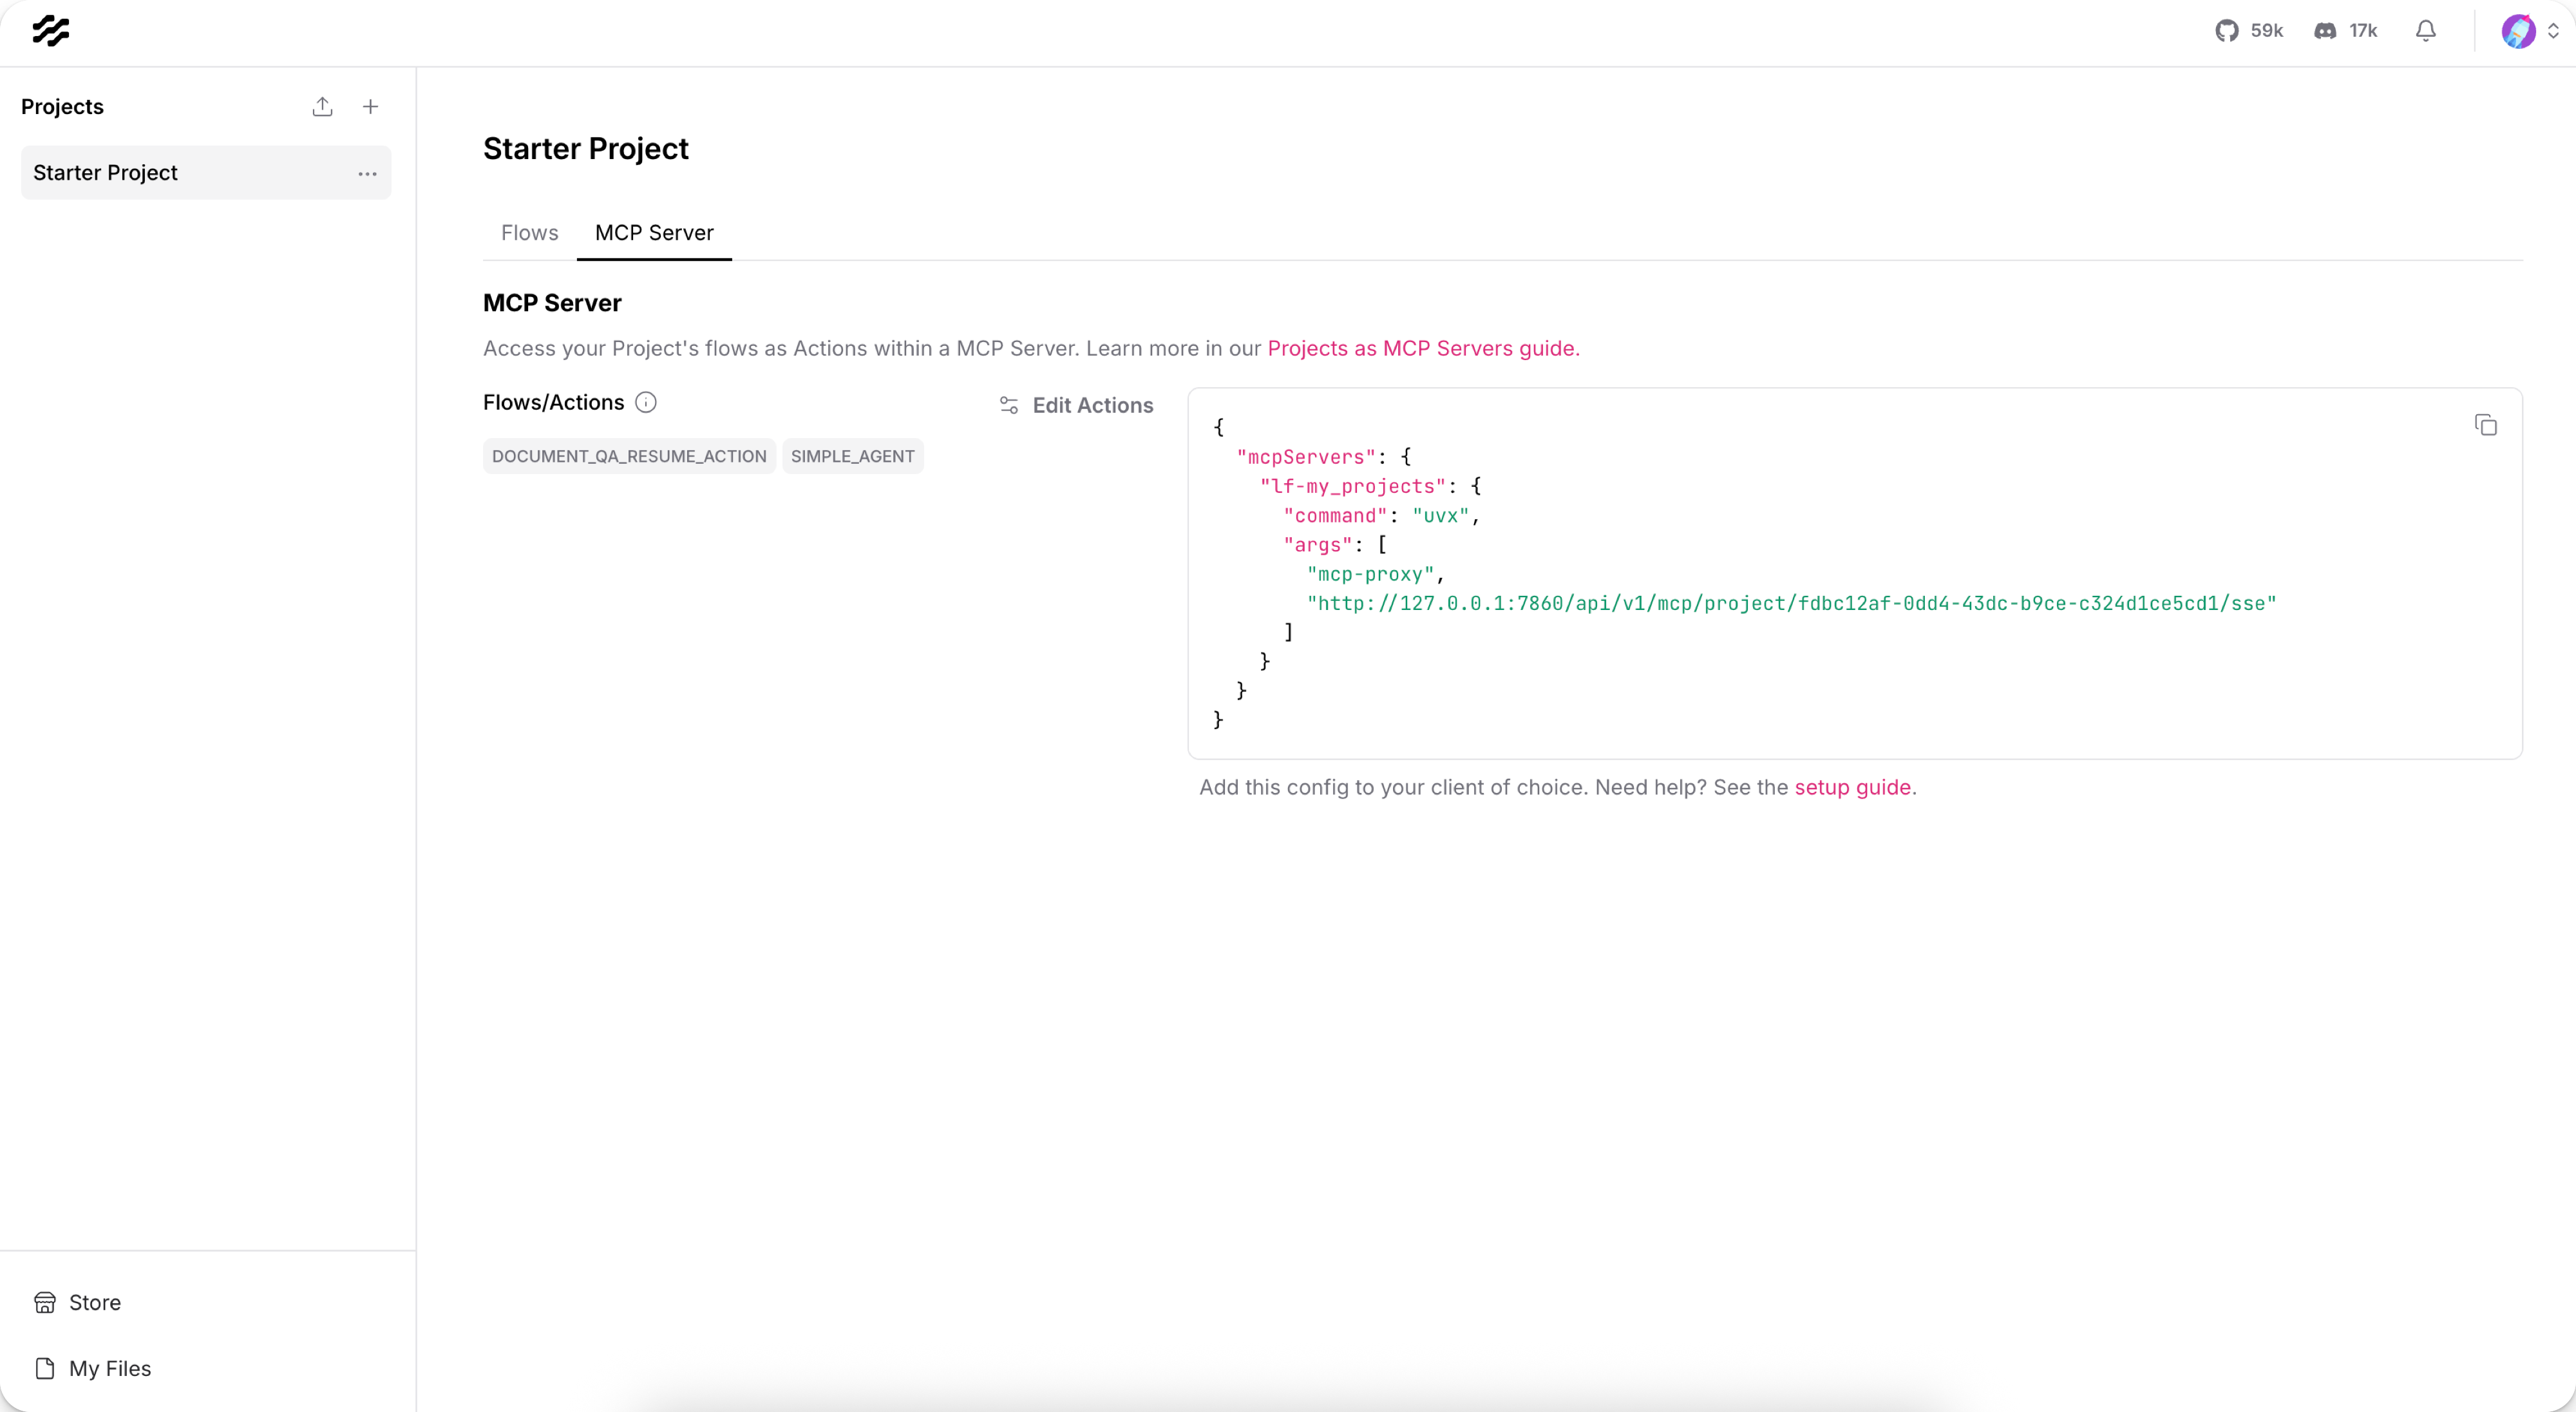 59k 17k
Projects
Starter Project
Starter Project
Flows MCP Server
MCP Server
Access your Project's flows as Actions within a MCP Server. Learn more in our Projects as MCP Servers guide.
Flows/Actions Edit Actions
DOCUMENT_QA_RESUME_ACTION SIMPLE_AGENT
{
  "mcpServers": {
    "lf-my_projects": {
      "command": "uvx",
      "args": [
        "mcp-proxy",
        "http://127.0.0.1:7860/api/v1/mcp/project/fdbc12af-0dd4-43dc-b9ce-c324d1ce5cd1/sse"
      ]
    }
  }
}
Add this config to your client of choice. Need help? See the setup guide.
Store
My Files